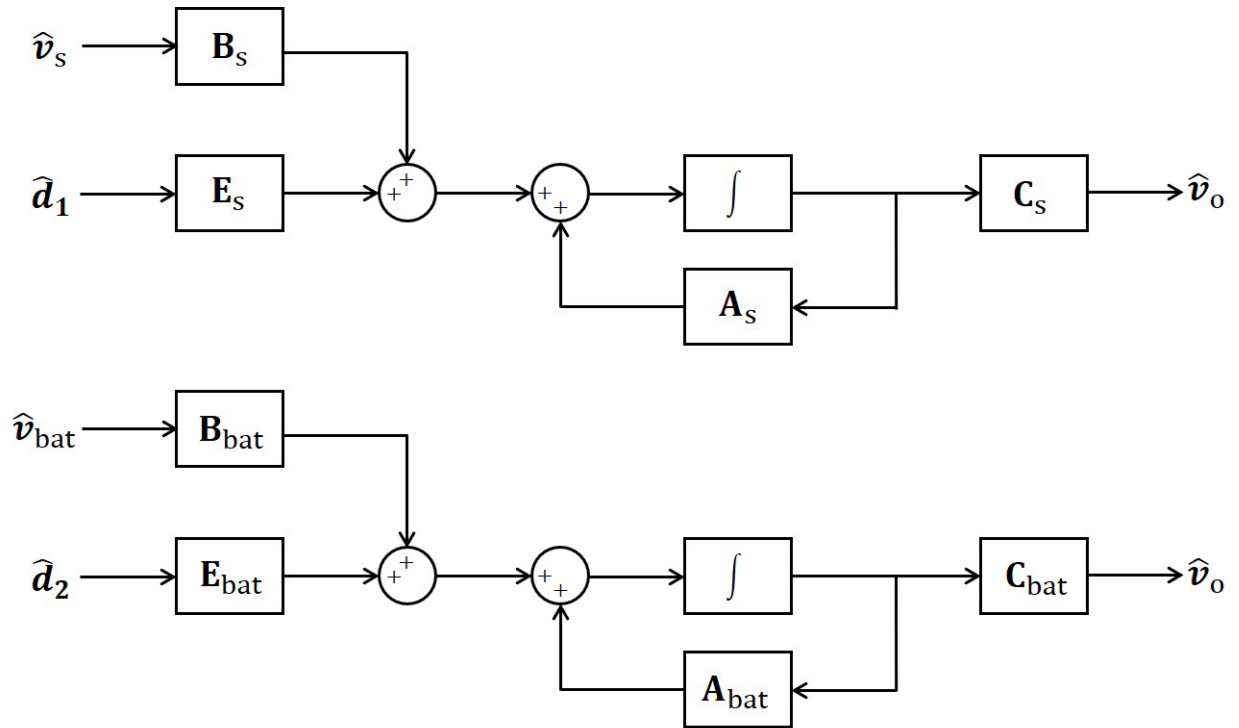 v̂s
Bs
d̂1
Es
+
+
+
+
∫
Cs
v̂o
As
v̂bat
Bbat
d̂2
Ebat
+
+
+
+
∫
Cbat
v̂o
Abat